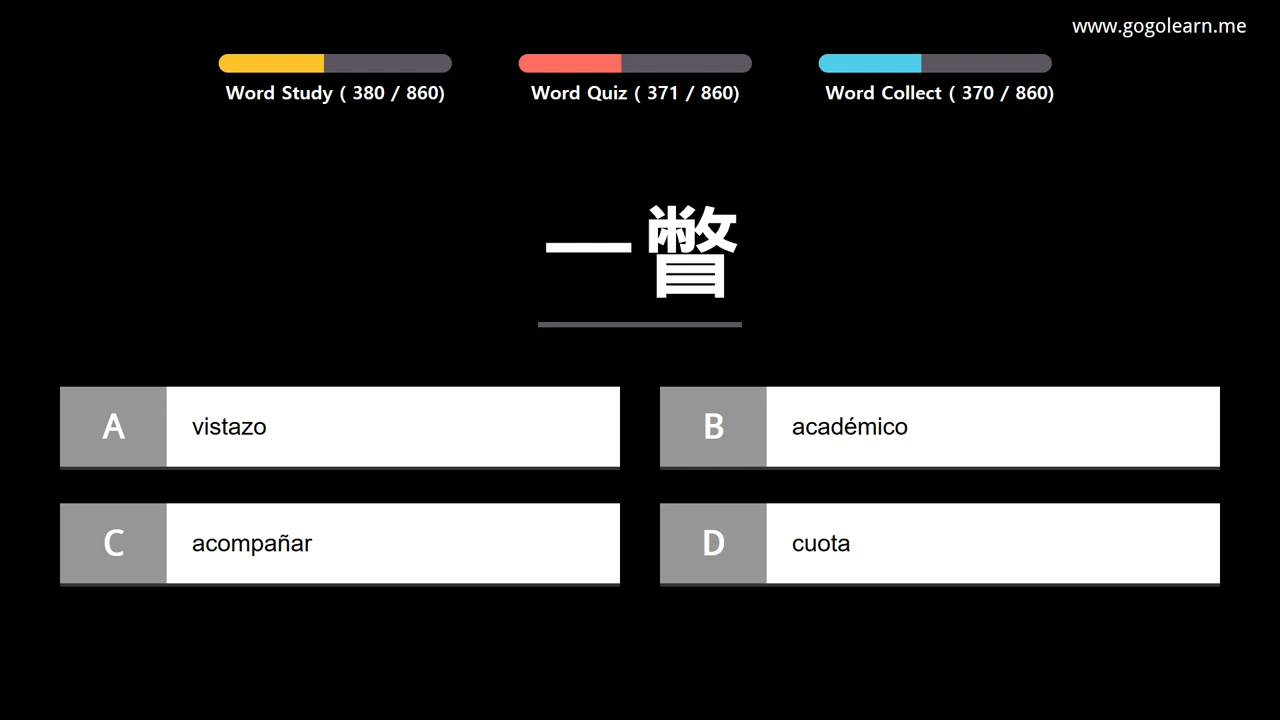 www.gogolearn.me
Word Study ( 380 / 860)
Word Quiz ( 371 / 860)
Word Collect ( 370 / 860)
一瞥
A vistazo
B académico
C acompañar
D cuota